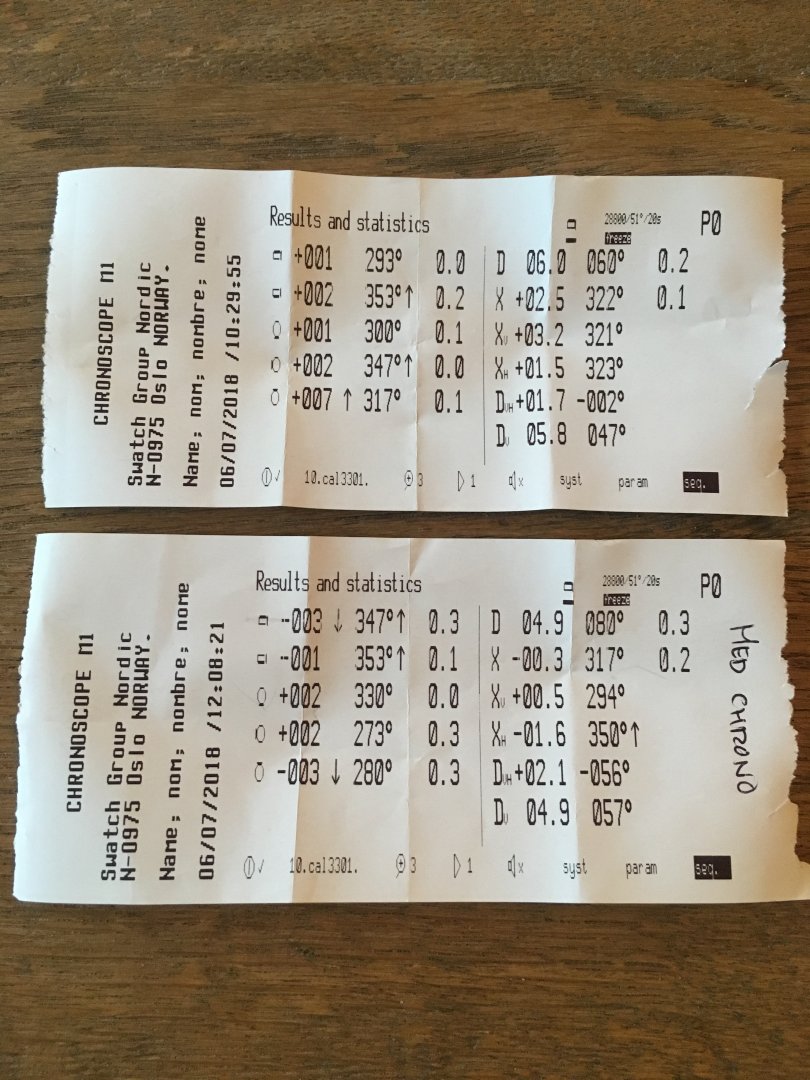 CHRONOSCOPE M1
Swatch Group Nordic
N-0975 Oslo NORWAY.
Name; nom; nombre; nome
06/07/2018 /10:29:55
Results and statistics
28800/51°/20s
freeze
P0
+001 293° 0.0
+002 353°↑ 0.2
+001 300° 0.1
+002 347°↑ 0.0
+007 ↑ 317° 0.1
D 06.0 060° 0.2
X +02.5 322° 0.1
XV +03.2 321°
XH +01.5 323°
DVH +01.7 -002°
DV 05.8 047°
10.cal3301. 3 1 x syst param seq.
CHRONOSCOPE M1
Swatch Group Nordic
N-0975 Oslo NORWAY.
Name; nom; nombre; nome
06/07/2018 /12:08:21
Results and statistics
28800/51°/20s
freeze
P0
-003 ↓ 347°↑ 0.3
-001 353°↑ 0.1
+002 330° 0.0
+002 273° 0.3
-003 ↓ 280° 0.3
D 04.9 080° 0.3
X -00.3 317° 0.2
XV +00.5 294°
XH -01.6 350°↑
DVH +02.1 -056°
DV 04.9 057°
10.cal3301. 3 1 x syst param seq.
MED CHRONO